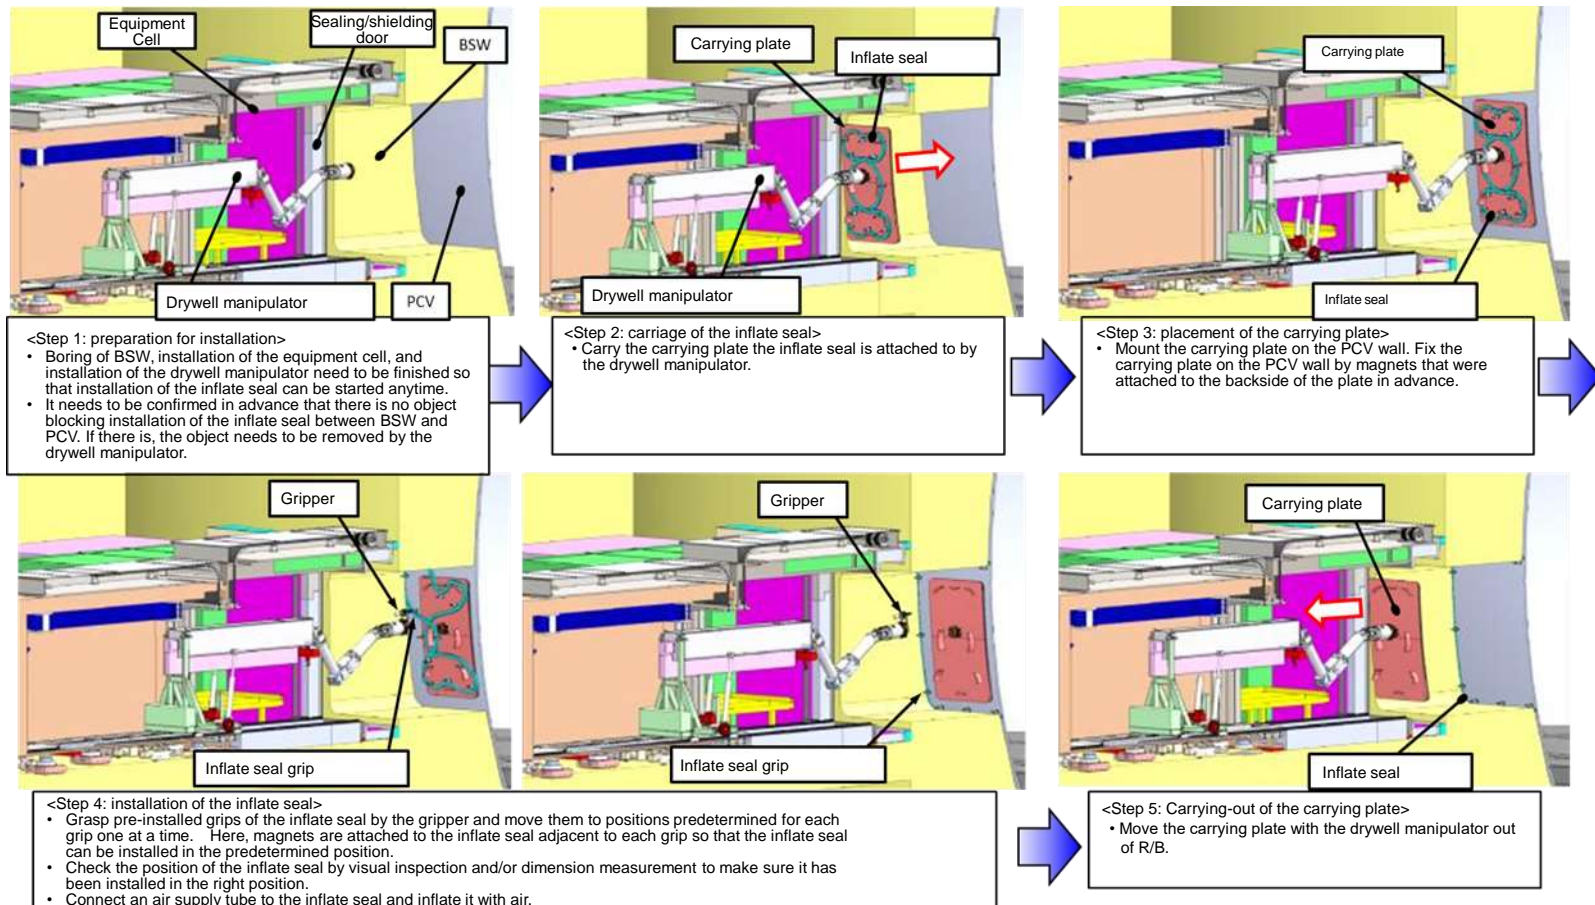 Equipment
Cell
Sealing/shielding
door
BSW
Drywell manipulator
PCV
Carrying plate
Inflate seal
Drywell manipulator
Carrying plate
Inflate seal
<Step 1: preparation for installation>
• Boring of BSW, installation of the equipment cell, and
installation of the drywell manipulator need to be finished so
that installation of the inflate seal can be started anytime.
• It needs to be confirmed in advance that there is no object
blocking installation of the inflate seal between BSW and
PCV. If there is, the object needs to be removed by the
drywell manipulator.
<Step 2: carriage of the inflate seal>
• Carry the carrying plate the inflate seal is attached to by
the drywell manipulator.
<Step 3: placement of the carrying plate>
• Mount the carrying plate on the PCV wall. Fix the
carrying plate on the PCV wall by magnets that were
attached to the backside of the plate in advance.
Gripper
Inflate seal grip
Gripper
Inflate seal grip
Carrying plate
Inflate seal
<Step 4: installation of the inflate seal>
• Grasp pre-installed grips of the inflate seal by the gripper and move them to positions predetermined for each
grip one at a time. Here, magnets are attached to the inflate seal adjacent to each grip so that the inflate seal
can be installed in the predetermined position.
• Check the position of the inflate seal by visual inspection and/or dimension measurement to make sure it has
been installed in the right position.
• Connect an air supply tube to the inflate seal and inflate it with air.
<Step 5: Carrying-out of the carrying plate>
• Move the carrying plate with the drywell manipulator out
of R/B.